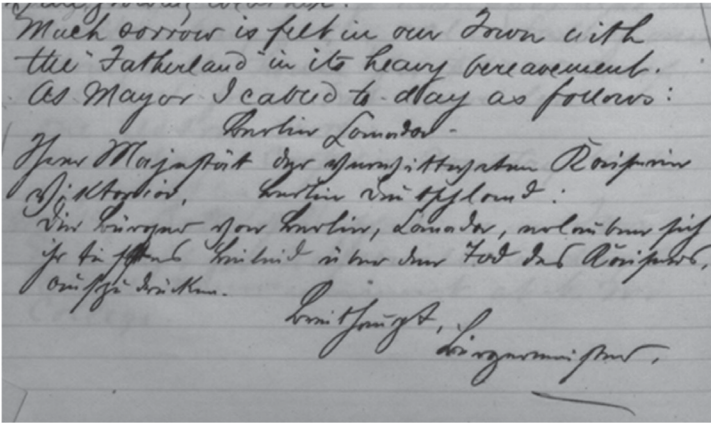 Much sorrow is felt in our Town with
the Fatherland in its heavy bereavement.
As Mayor I cabled to-day as follows:
Berlin Canada.
Ihrer Majestät der verwittweten Kaiserin
Viktoria, Berlin Deutschland:
Die Bürger von Berlin, Canada, erlauben sich
ihr tiefstes Beileid über den Tod des Kaisers,
auszudrücken.
Breithaupt,
Bürgermeister.